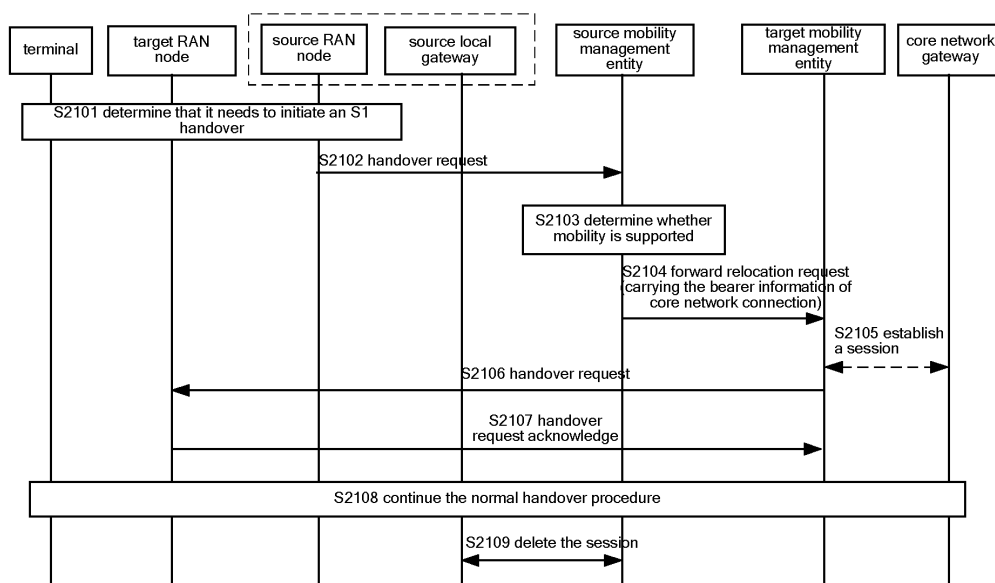 terminal
target RAN
node
source RAN
node
source local
gateway
source mobility
management
entity
target mobility
management
entity
core network
gateway
S2101 determine that it needs to initiate an S1
handover
S2102 handover request
S2103 determine whether
mobility is supported
S2104 forward relocation request
(carrying the bearer information of
core network connection)
S2105 establish
a session
S2106 handover request
S2107 handover
request acknowledge
S2108 continue the normal handover procedure
S2109 delete the session